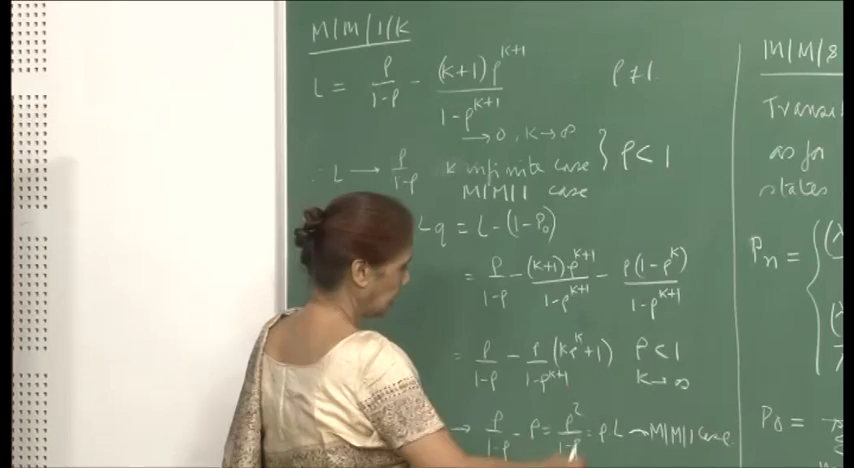 M/M/1/K
L = ρ/(1-ρ) - (K+1)ρ^(K+1)/(1-ρ^(K+1)) ρ≠1.
→0, K→∞
∴ L → ρ/(1-ρ) K infinite case } ρ<1
M/M/1 case
Lq = L-(1-P₀)
= ρ/(1-ρ) - (K+1)ρ^(K+1)/(1-ρ^(K+1)) - ρ(1-ρ^K)/(1-ρ^(K+1))
= ρ/(1-ρ) - ρ/(1-ρ^(K+1)) (Kρ^K+1) ρ<1
K→∞
→ ρ/(1-ρ) - ρ = ρ²/(1-ρ) = ρL ~ M/M/1 case.
M/M/s
as for
states
Pn = {
P₀ =